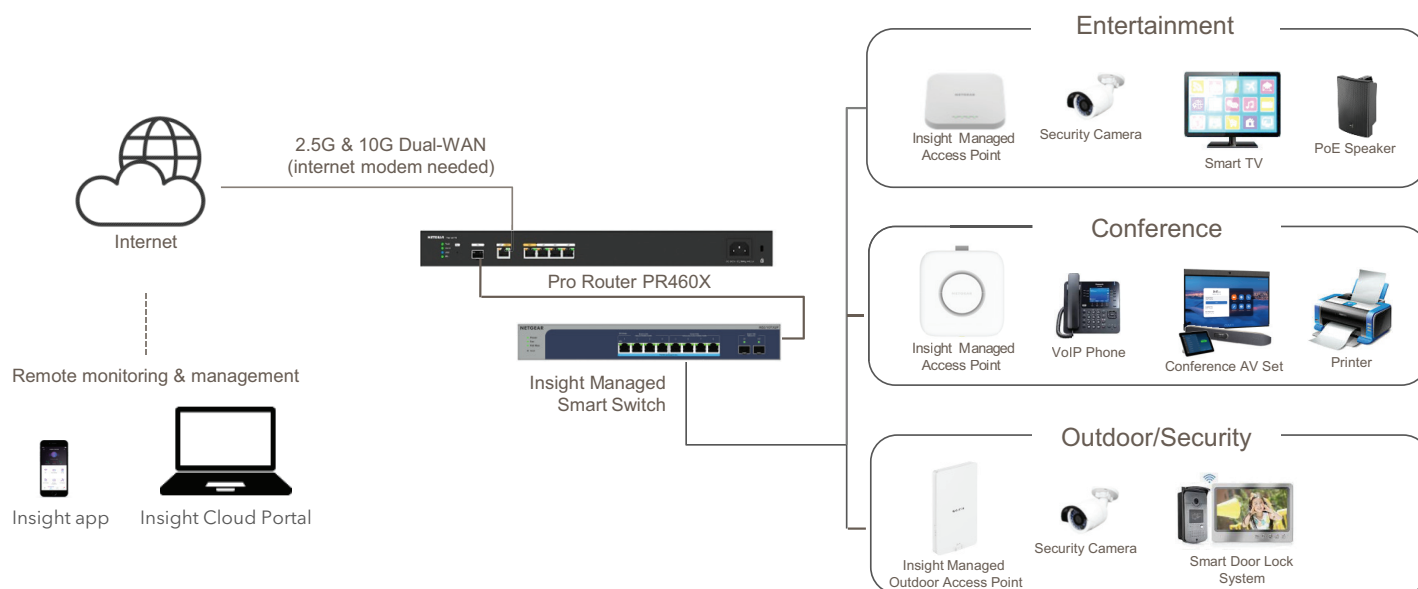 Entertainment
Insight Managed
Access Point
Security Camera
Smart TV
PoE Speaker
2.5G & 10G Dual-WAN
(internet modem needed)
Internet
NETGEAR
Pro Router PR460X
NETGEAR
Insight Managed
Smart Switch
Conference
Insight Managed
Access Point
VoIP Phone
Conference AV Set
Printer
Remote monitoring & management
Insight app
Insight Cloud Portal
Outdoor/Security
Insight Managed
Outdoor Access Point
Security Camera
Smart Door Lock
System